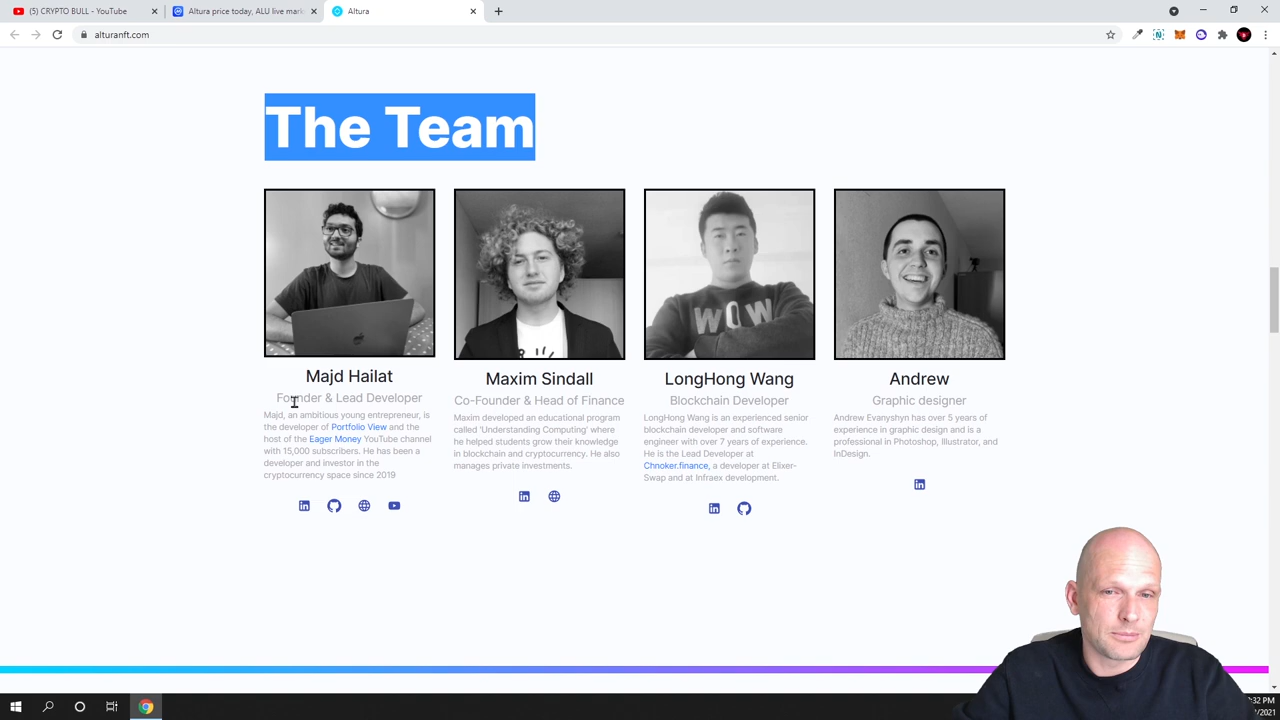 (5) CRYPTO BULL - YouTube
Altura price today, ALU live mark
Altura
alturanft.com
The Team
WOW
Majd Hailat
Founder & Lead Developer
Majd, an ambitious young entrepreneur, is
the developer of Portfolio View and the
host of the Eager Money YouTube channel
with 15,000 subscribers. He has been a
developer and investor in the
cryptocurrency space since 2019
Maxim Sindall
Co-Founder & Head of Finance
Maxim developed an educational program
called 'Understanding Computing' where
he helped students grow their knowledge
in blockchain and cryptocurrency. He also
manages private investments.
LongHong Wang
Blockchain Developer
LongHong Wang is an experienced senior
blockchain developer and software
engineer with over 7 years of experience.
He is the Lead Developer at
Chnoker.finance, a developer at Elixer-
Swap and at Infraex development.
Andrew
Graphic designer
Andrew Evanyshyn has over 5 years of
experience in graphic design and is a
professional in Photoshop, Illustrator, and
InDesign.
:32 PM
/2021